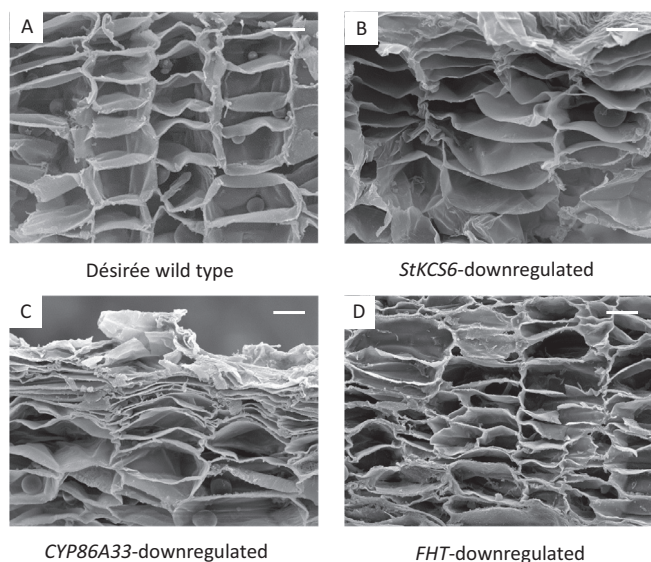 A
B
Désirée wild type
StKCS6-downregulated
C
D
CYP86A33-downregulated
FHT-downregulated